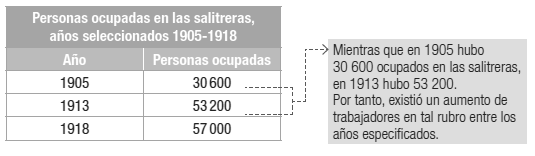 Personas ocupadas en las salitreras,
años seleccionados 1905-1918
Año Personas ocupadas
1905 30 600
1913 53 200
1918 57 000
Mientras que en 1905 hubo
30 600 ocupados en las salitreras,
en 1913 hubo 53 200.
Por tanto, existió un aumento de
trabajadores en tal rubro entre los
años especificados.